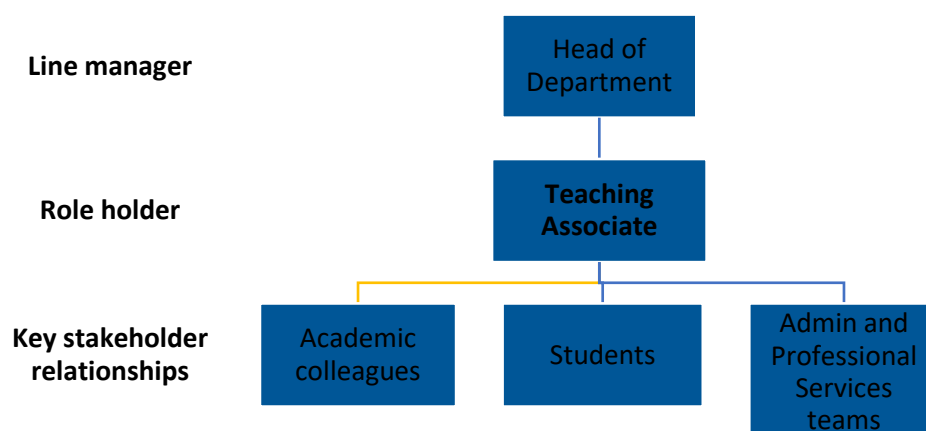 Line manager
Head of
Department
Role holder
Teaching
Associate
Key stakeholder
relationships
Academic
colleagues
Students
Admin and
Professional
Services
teams